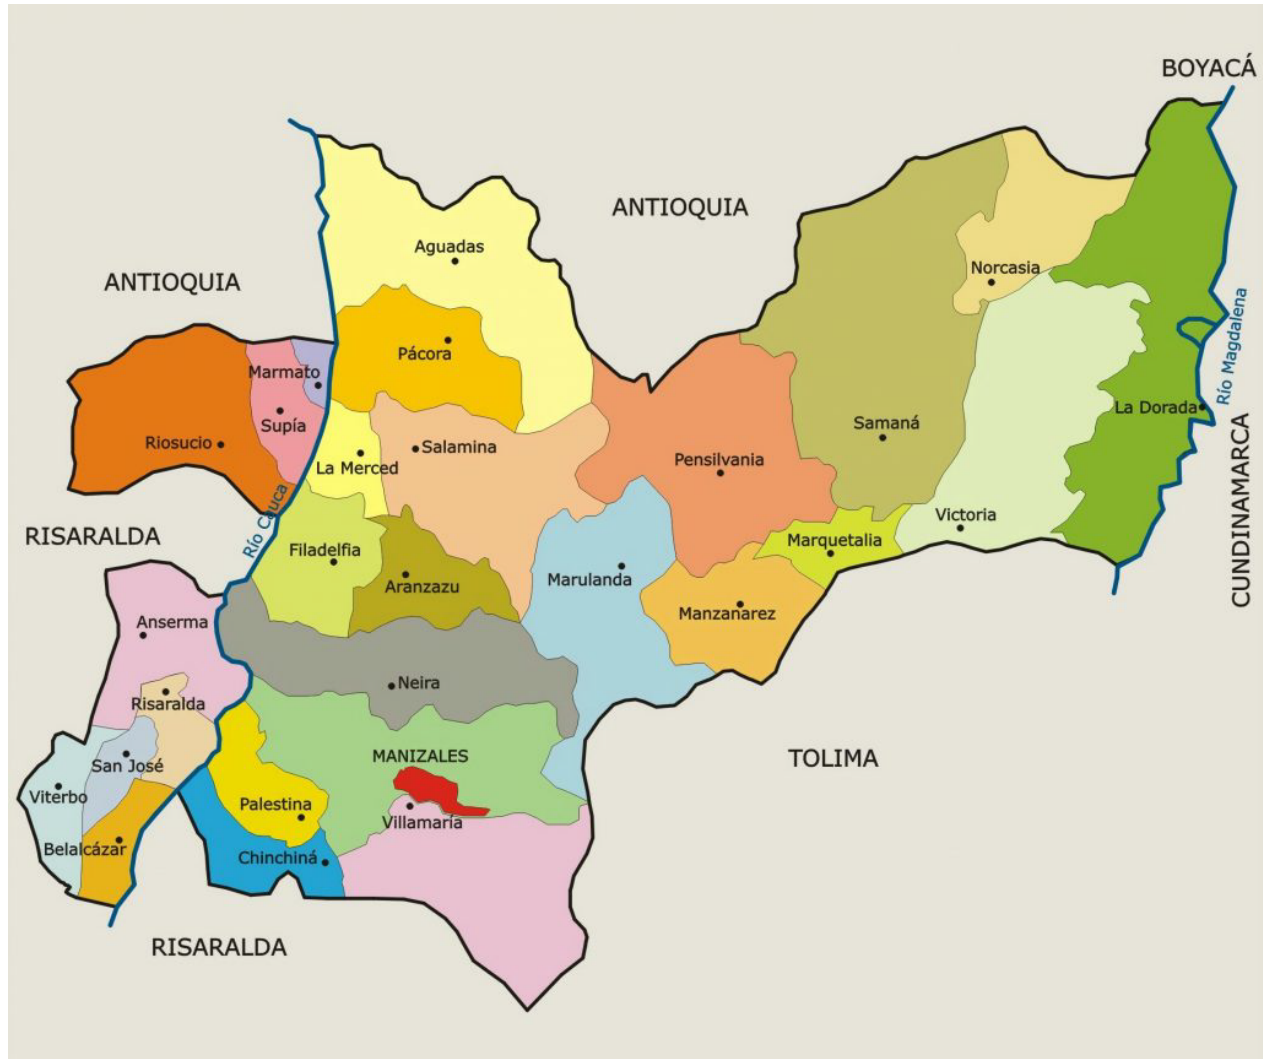 BOYACÁ
ANTIOQUIA
Aguadas
Norcasia
ANTIOQUIA
Río Magdalena
Pácora
Marmato
La Dorada
Supía
Samaná
Riosucio
Salamina
La Merced
Pensilvania
CUNDINAMARCA
Río Cauca
Victoria
RISARALDA
Filadelfia
Marquetalia
Aranzazu
Marulanda
Manzanarez
Anserma
Neira
Risaralda
MANIZALES
TOLIMA
San José
Viterbo
Palestina
Villamaría
Belalcázar
Chinchiná
RISARALDA